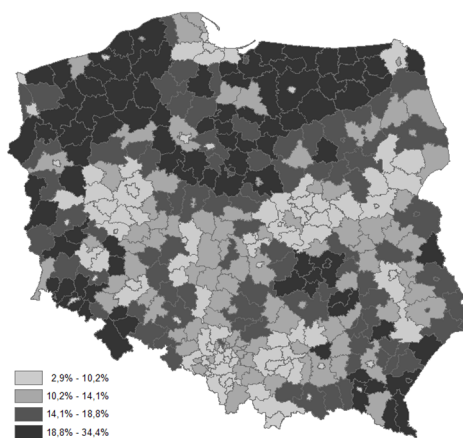 2,9% - 10,2%
10,2% - 14,1%
14,1% - 18,8%
18,8% - 34,4%